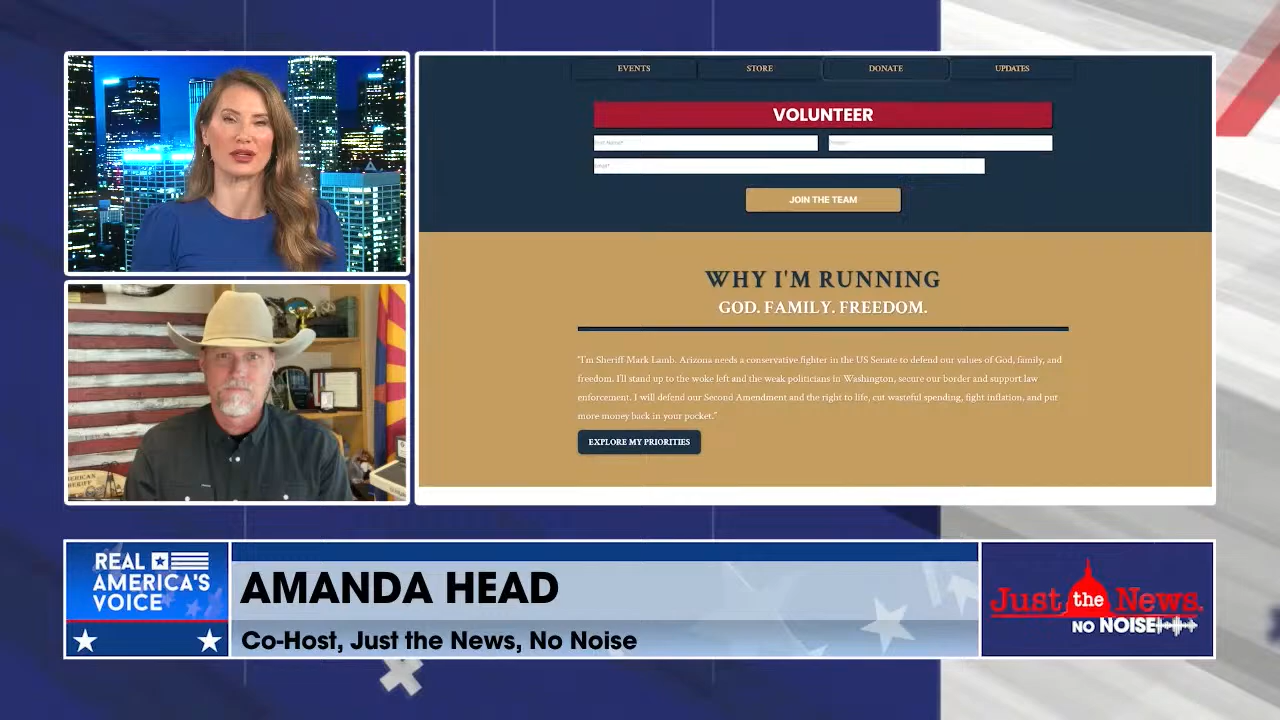 EVENTS
STORE
DONATE
UPDATES
VOLUNTEER
JOIN THE TEAM
WHY I'M RUNNING
GOD. FAMILY. FREEDOM.
"I'm Sheriff Mark Lamb. Arizona needs a conservative fighter in the US Senate to defend our values of God, family, and
freedom. I'll stand up to the woke left and the weak politicians in Washington, secure our border and support law
enforcement. I will defend our Second Amendment and the right to life, cut wasteful spending, fight inflation, and put
more money back in your pocket."
EXPLORE MY PRIORITIES
REAL
AMERICA'S
VOICE
AMANDA HEAD
Co-Host, Just the News, No Noise
Just the News.
NO NOISE